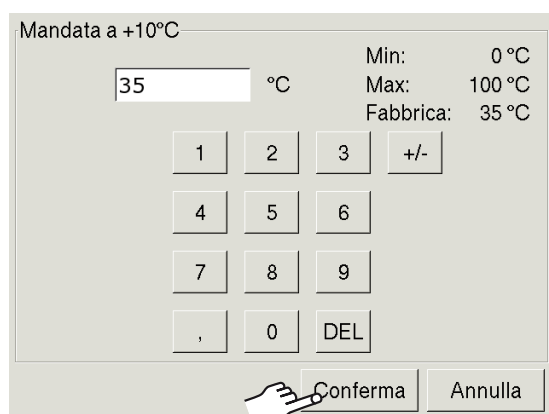 Mandata a +10°C
35 °C
Min: 0 °C
Max: 100 °C
Fabbrica: 35 °C
1 2 3 +/-
4 5 6
7 8 9
, 0 DEL
Conferma Annulla